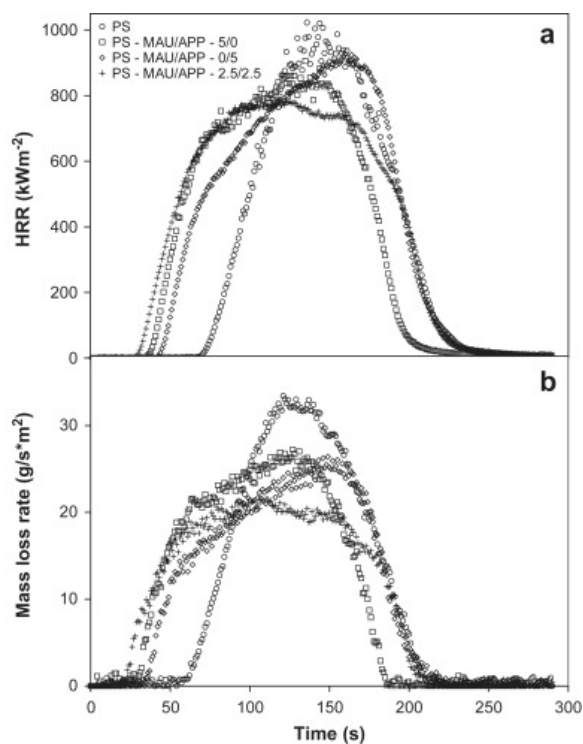 1000
800
600
400
200
0
HRR (kWm-2)
PS
PS - MAU/APP - 5/0
PS - MAU/APP - 0/5
PS - MAU/APP - 2.5/2.5
a
30
20
10
0
Mass loss rate (g/s*m2)
b
0 50 100 150 200 250 300
Time (s)